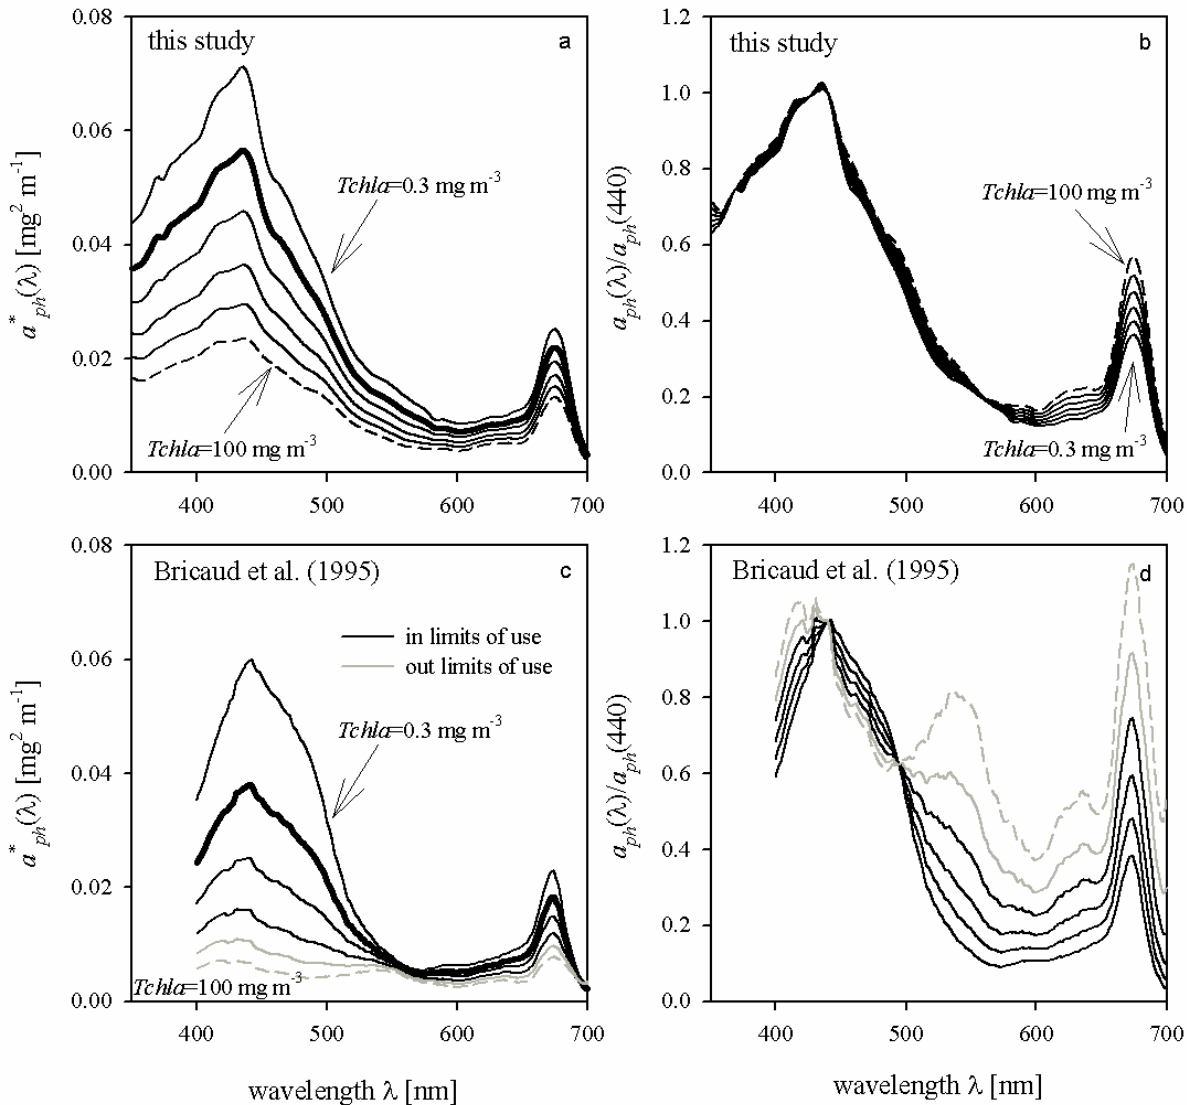 this study
a
0.08
0.06
0.04
0.02
0.00
a*ph(λ) [mg² m⁻¹]
Tchla=0.3 mg m⁻³
Tchla=100 mg m⁻³
400
500
600
700
this study
b
1.2
1.0
0.8
0.6
0.4
0.2
0.0
aph(λ)/aph(440)
Tchla=100 mg m⁻³
Tchla=0.3 mg m⁻³
400
500
600
700
Bricaud et al. (1995)
c
0.08
0.06
0.04
0.02
0.00
a*ph(λ) [mg² m⁻¹]
in limits of use
out limits of use
Tchla=0.3 mg m⁻³
Tchla=100 mg m⁻³
400
500
600
700
wavelength λ [nm]
Bricaud et al. (1995)
d
1.2
1.0
0.8
0.6
0.4
0.2
0.0
aph(λ)/aph(440)
400
500
600
700
wavelength λ [nm]